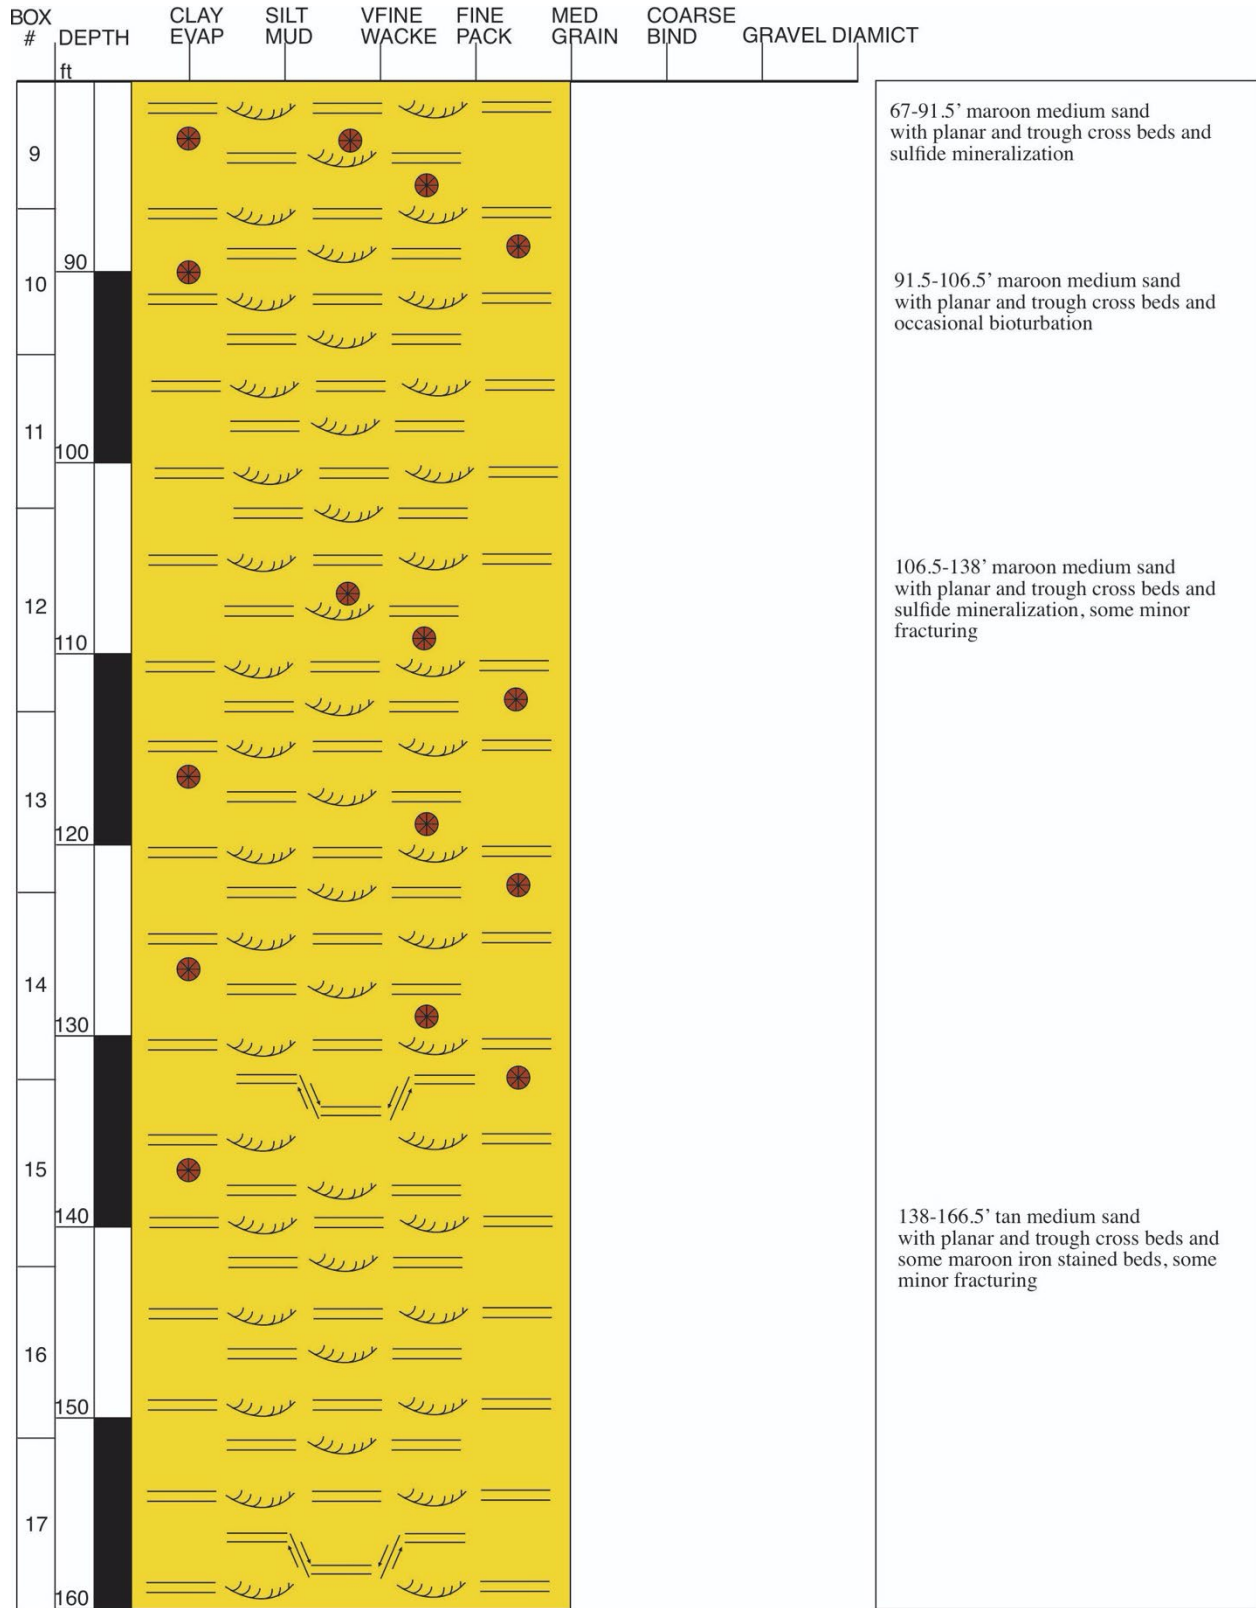 BOX
#
DEPTH
ft
CLAY
EVAP
SILT
MUD
VFINE
WACKE
FINE
PACK
MED
GRAIN
COARSE
BIND
GRAVEL
DIAMICT
67-91.5’ maroon medium sand
with planar and trough cross beds and
sulfide mineralization
9
90
10
91.5-106.5’ maroon medium sand
with planar and trough cross beds and
occasional bioturbation
11
100
106.5-138’ maroon medium sand
with planar and trough cross beds and
sulfide mineralization, some minor
fracturing
12
110
13
120
14
130
15
140
138-166.5’ tan medium sand
with planar and trough cross beds and
some maroon iron stained beds, some
minor fracturing
16
150
17
160